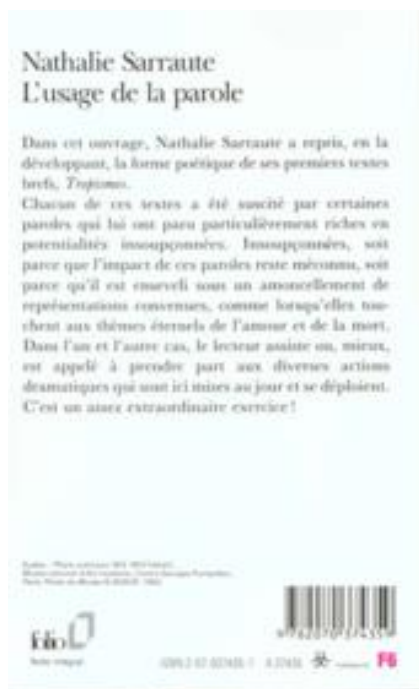 Nathalie Sarraute
L'usage de la parole
Dans cet ouvrage, Nathalie Sarraute a repris, en la
développant, la forme poétique de ses premiers textes
brefs, Tropismes.
Chacun de ces textes a été suscité par certaines
paroles qui lui ont paru particulièrement riches en
potentialités insoupçonnées. Insoupçonnées, soit
parce que l'impact de ces paroles reste méconnu, soit
parce qu'il est enseveli sous un amoncellement de
représentations convenues, comme lorsqu'elles tou-
chent aux thèmes éternels de l'amour et de la mort.
Dans l'un et l'autre cas, le lecteur assiste ou, mieux,
est appelé à prendre part aux diverses actions
dramatiques qui sont ici mises au jour et se déploient.
C'est un assez extraordinaire exercice !
folio
Texte intégral
F6